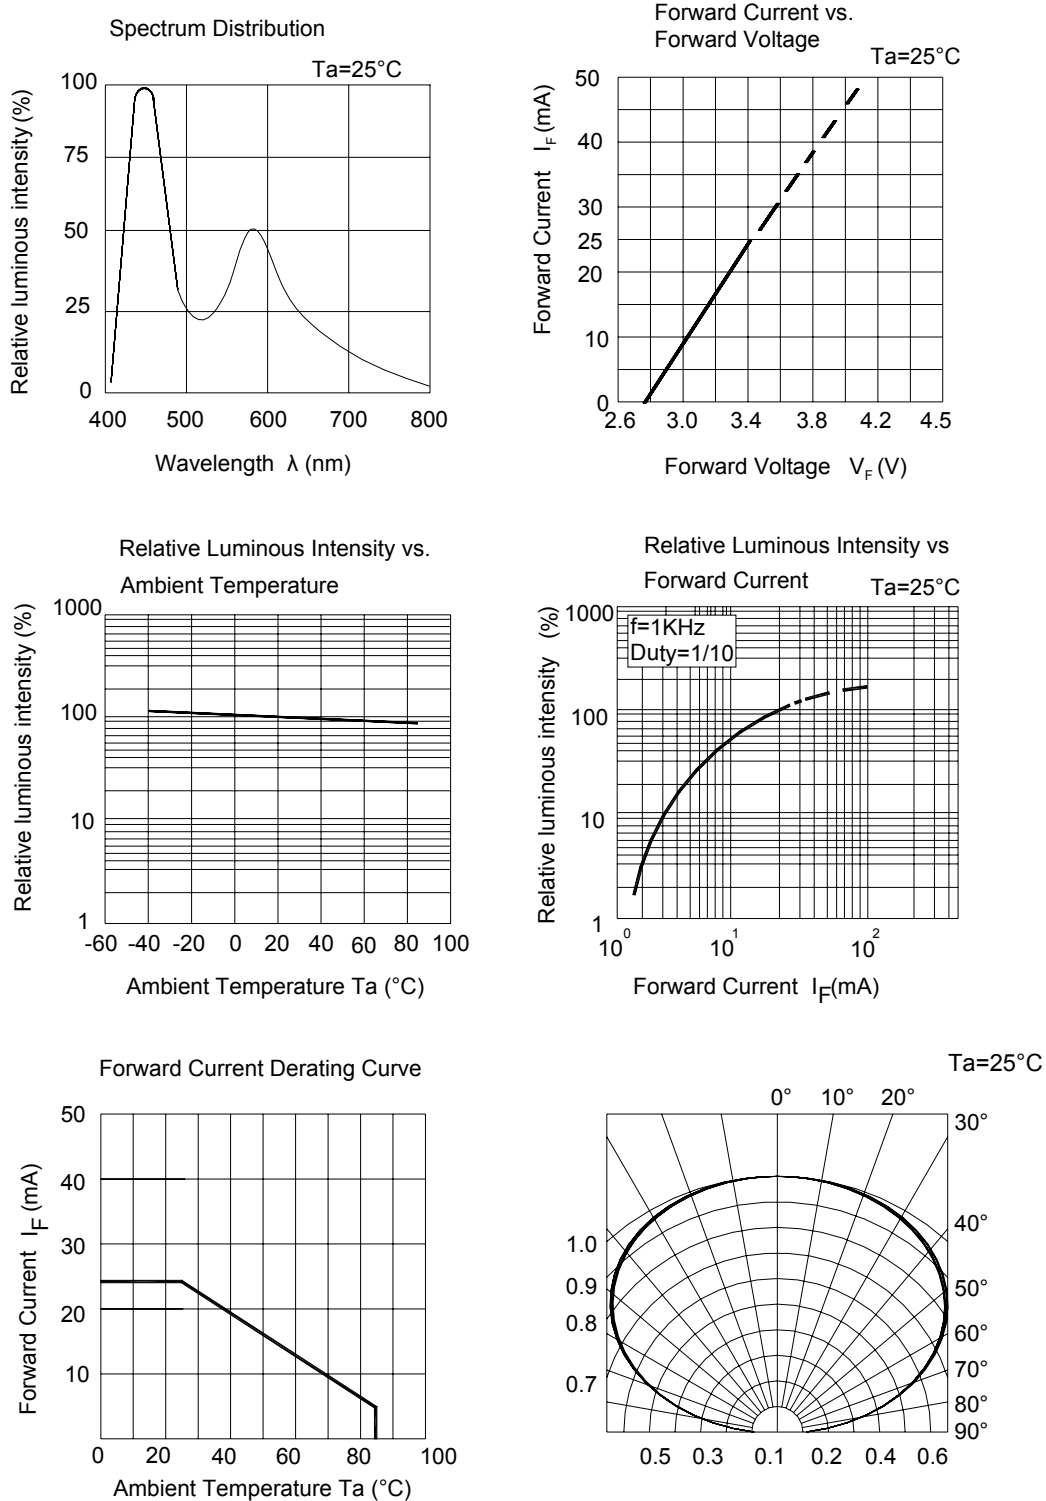 Spectrum Distribution
Ta=25°C
Relative luminous intensity (%)
100
75
50
25
0
400 500 600 700 800
Wavelength λ (nm)
Forward Current vs.
Forward Voltage
Ta=25°C
Forward Current I_F (mA)
50
40
30
25
20
10
0
2.6 3.0 3.4 3.8 4.2 4.5
Forward Voltage V_F (V)
Relative Luminous Intensity vs.
Ambient Temperature
Relative luminous intensity (%)
1000
100
10
1
-60 -40 -20 0 20 40 60 80 100
Ambient Temperature Ta (°C)
Relative Luminous Intensity vs
Forward Current
Ta=25°C
f=1KHz
Duty=1/10
Relative luminous intensity (%)
1000
100
10
1
10⁰ 10¹ 10²
Forward Current I_F(mA)
Forward Current Derating Curve
Forward Current I_F (mA)
50
40
30
20
10
0 20 40 60 80 100
Ambient Temperature Ta (°C)
Ta=25°C
0° 10° 20°
30°
40°
50°
60°
70°
80°
90°
1.0
0.9
0.8
0.7
0.5 0.3 0.1 0.2 0.4 0.6